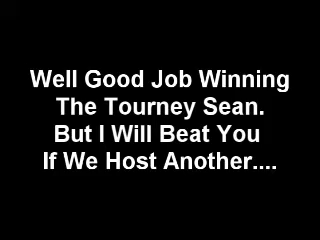 Well Good Job Winning
The Tourney Sean.
But I Will Beat You
If We Host Another....